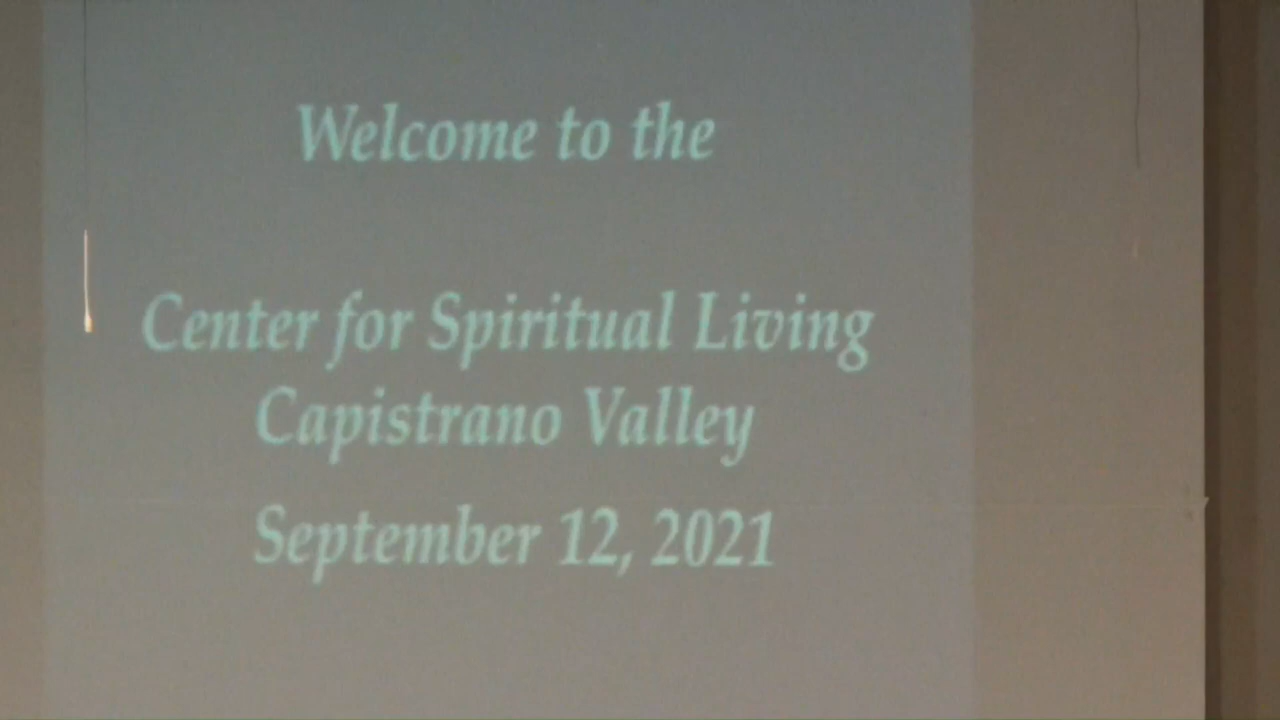 Welcome to the
Center for Spiritual Living
Capistrano Valley
September 12, 2021